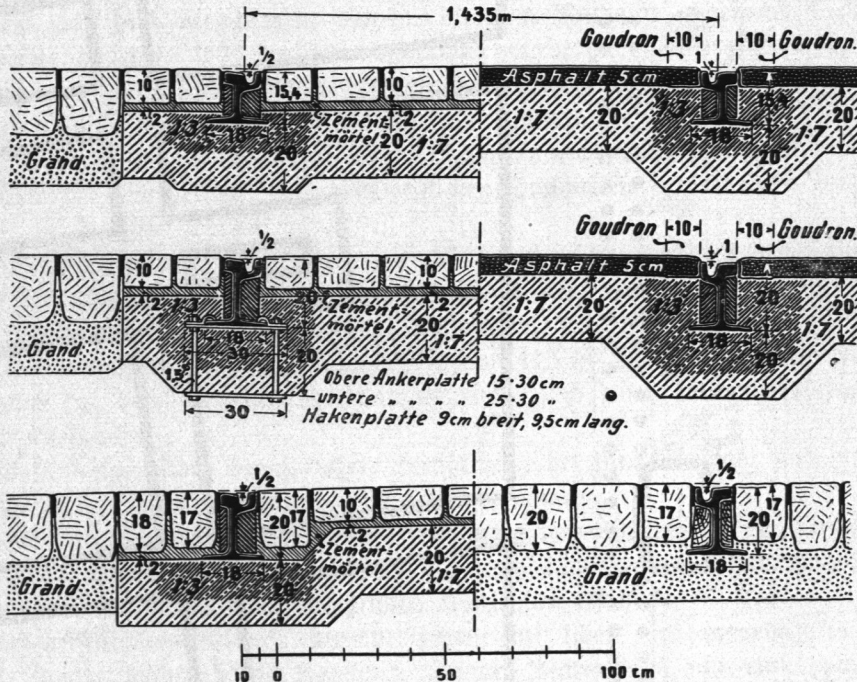 1,435m
Goudron 10 1 10 Goudron.
1/2
Asphalt 5cm
10 15,4 10
2 1:3 18 20 Zement= mörtel 2 20 1:7
Grand
1:7 20 1:3 15,4 18 20 1:7 20
Goudron 10 1 10 Goudron.
1/2
Asphalt 5cm
10 20 10
2 1:3 18 30 20 Zement= mörtel 2 20 1:7
Grand
1:7 20 1:3 20 18 20 1:7 20
1,5
30
Obere Ankerplatte 15·30cm
untere „ „ „ 25·30 „
Hakenplatte 9cm breit, 9,5cm lang.
1/2 1/2
18 17 20 17 10 20 17 20 17
2 1:3 18 20 2 Zement= mörtel 20 1:7
Grand
Grand 18
10 0 50 100 cm